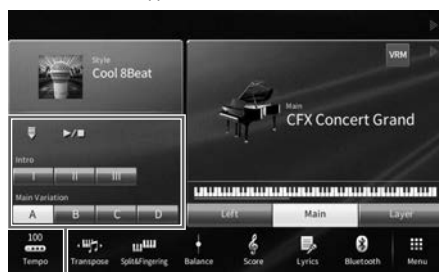 Style
Cool 8Beat
VRM
Main
CFX Concert Grand
Intro
I II III
Main Variation
A B C D
Left Main Layer
100
Tempo Transpose Split&Fingering Balance Score Lyrics Bluetooth Menu